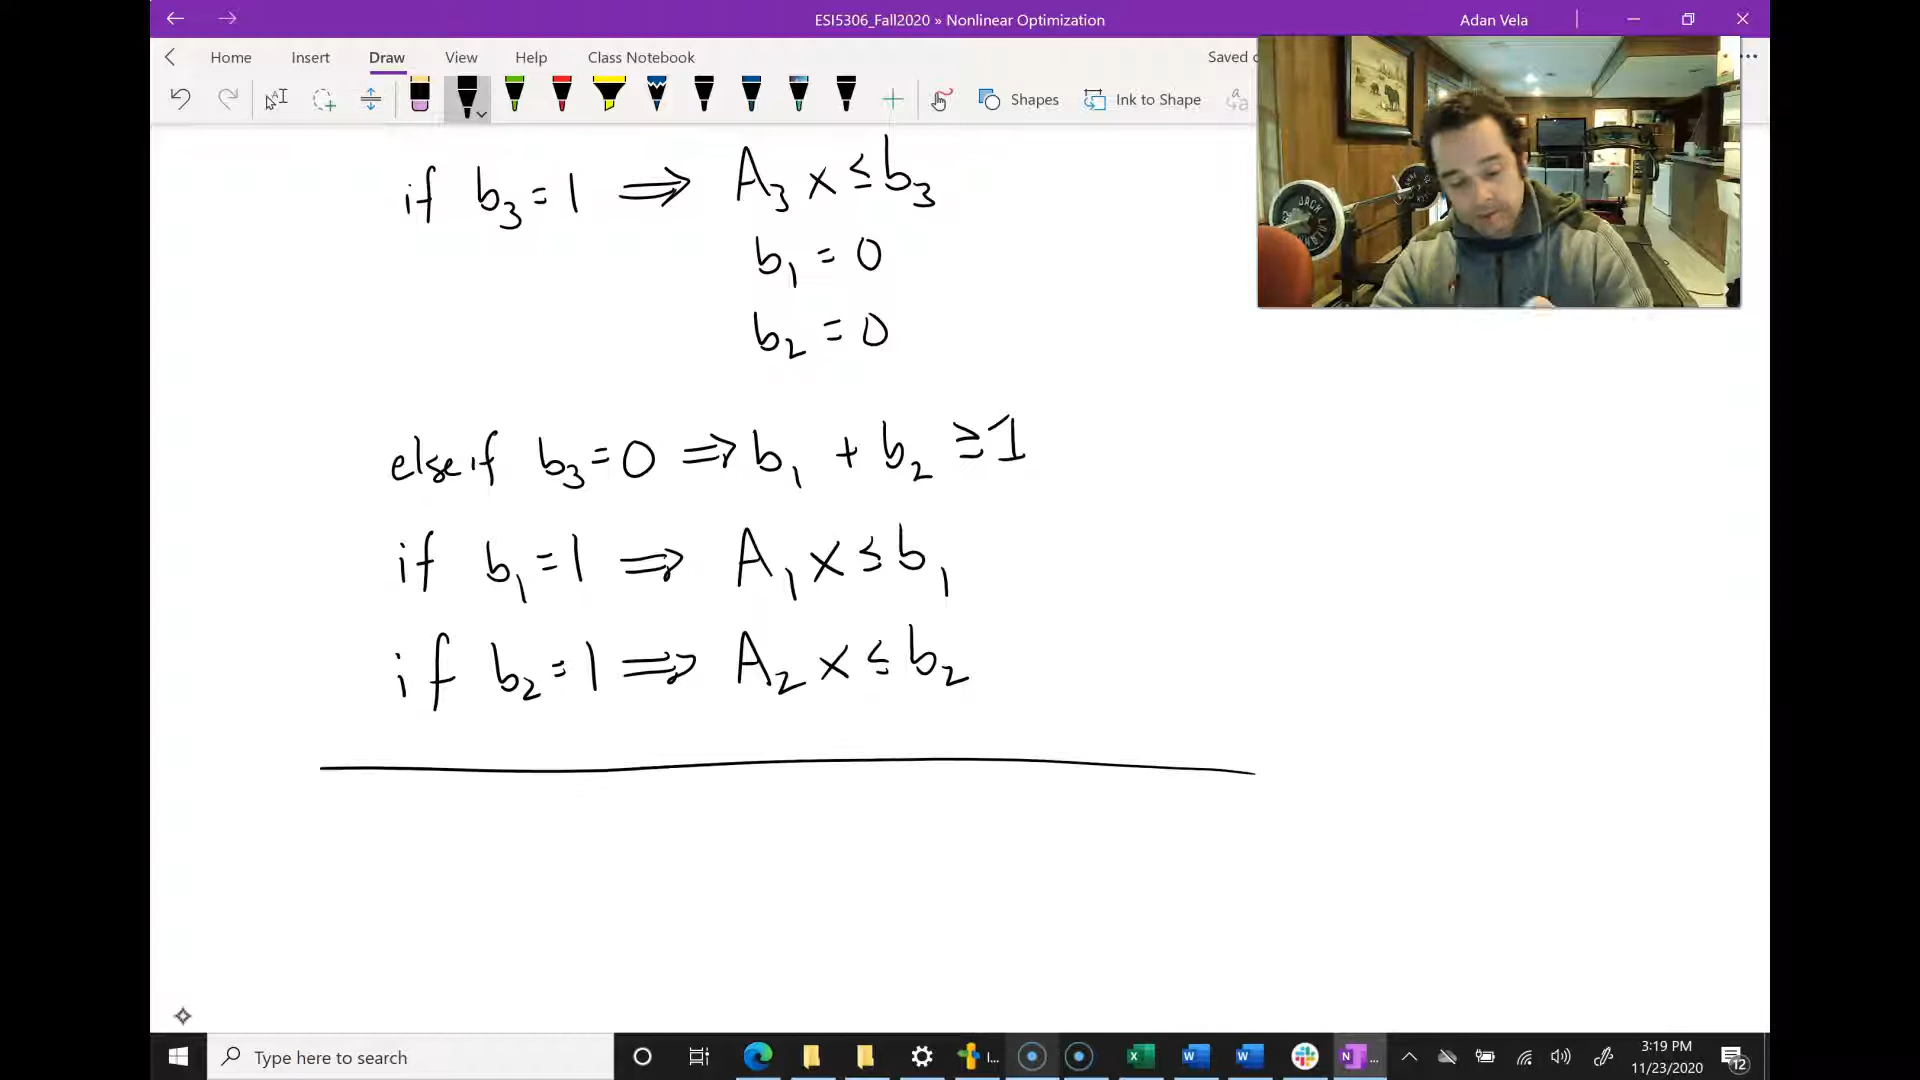 ESI5306_Fall2020 » Nonlinear Optimization
Adan Vela
Home Insert Draw View Help Class Notebook
Saved
Shapes
Ink to Shape
if b₃ = 1 ⟹ A₃ x ≤ b₃
b₁ = 0
b₂ = 0
else if b₃ = 0 ⟹ b₁ + b₂ ≥ 1
if b₁ = 1 ⟹ A₁ x ≤ b₁
if b₂ = 1 ⟹ A₂ x ≤ b₂
Type here to search
3:19 PM
11/23/2020
12